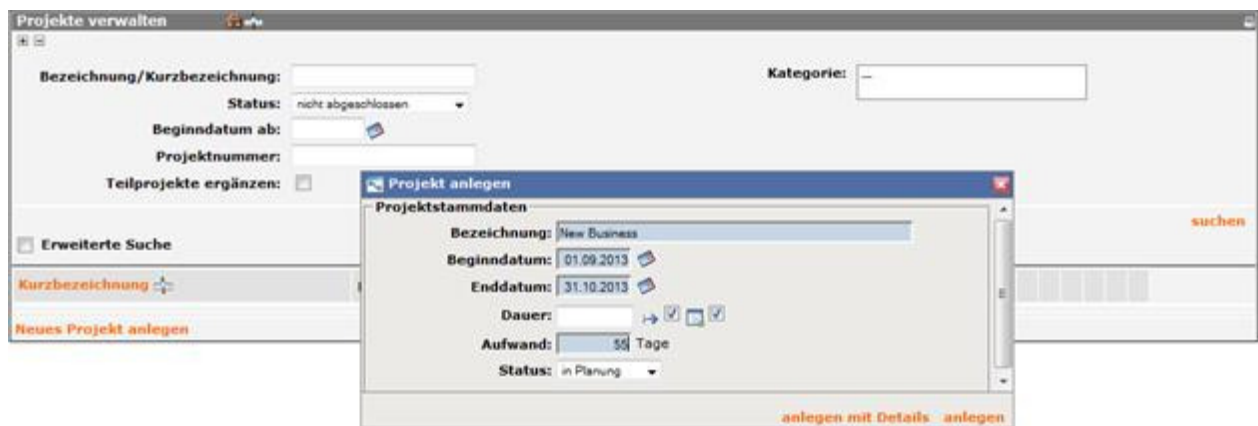 Projekte verwalten
Bezeichnung/Kurzbezeichnung:
Kategorie: --
Status: nicht abgeschlossen
Beginndatum ab:
Projektnummer:
Teilprojekte ergänzen:
suchen
Erweiterte Suche
Kurzbezeichnung
Neues Projekt anlegen
Projekt anlegen
Projektstammdaten
Bezeichnung: New Business
Beginndatum: 01.09.2013
Enddatum: 31.10.2013
Dauer:
Aufwand: 55 Tage
Status: in Planung
anlegen mit Details anlegen